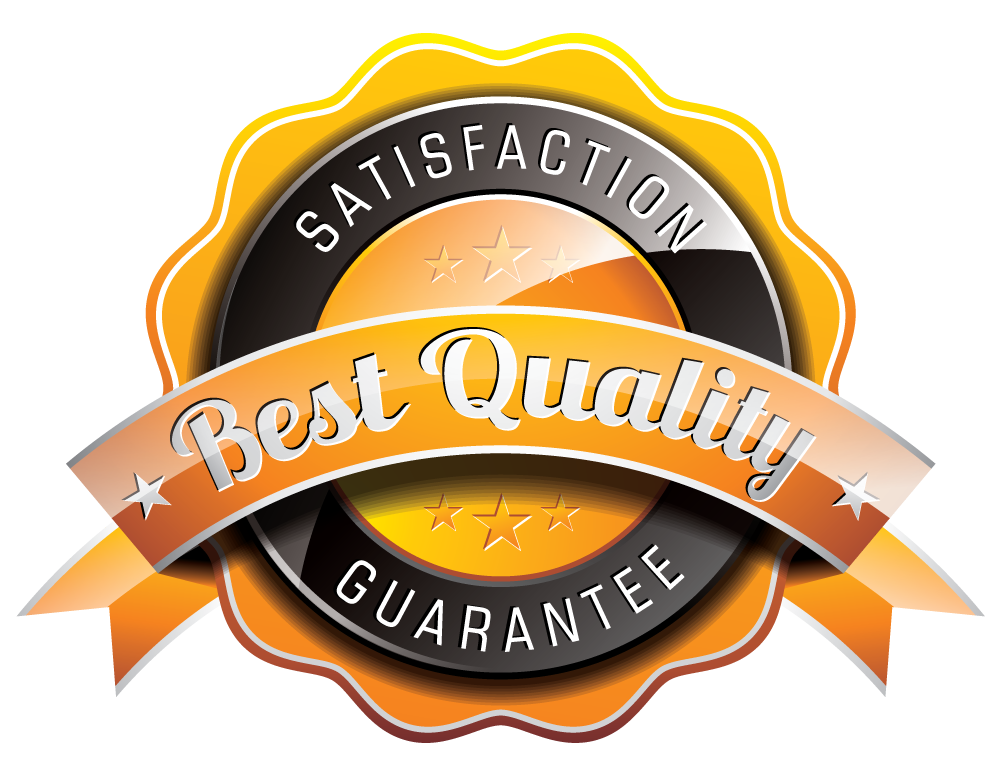 SATISFACTION
Best Quality
GUARANTEE